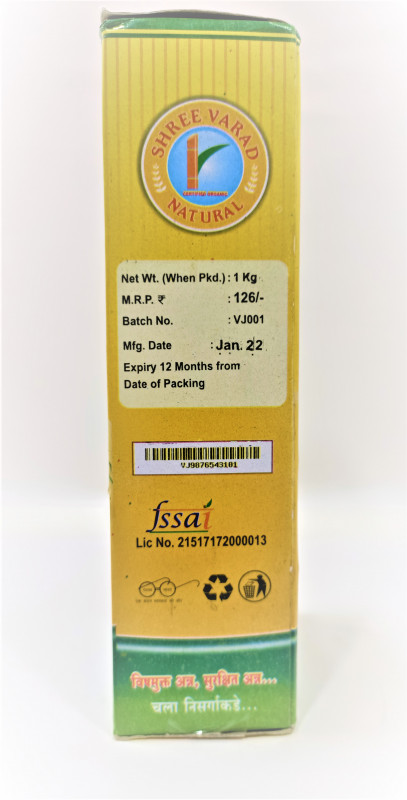 SHREE VARAD
CERTIFIED ORGANIC
NATURAL
Net Wt. (When Pkd.) : 1 Kg
M.R.P. ₹ : 126/-
Batch No. : VJ001
Mfg. Date : Jan. 22
Expiry 12 Months from
Date of Packing
VJ9876543101
fssai
Lic No. 21517172000013
विषमुक्त अन्न, सुरक्षित अन्न...
चला निसर्गाकडे...